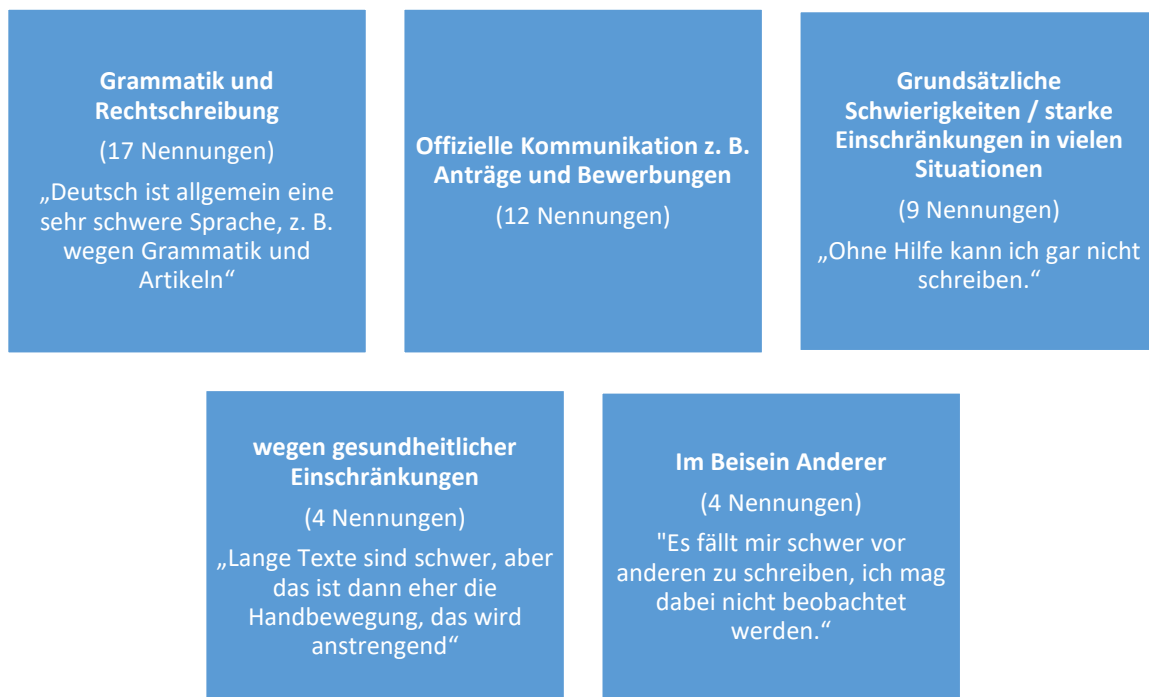 Grammatik und
Rechtschreibung
(17 Nennungen)
„Deutsch ist allgemein eine
sehr schwere Sprache, z. B.
wegen Grammatik und
Artikeln“
Offizielle Kommunikation z. B.
Anträge und Bewerbungen
(12 Nennungen)
Grundsätzliche
Schwierigkeiten / starke
Einschränkungen in vielen
Situationen
(9 Nennungen)
„Ohne Hilfe kann ich gar nicht
schreiben.“
wegen gesundheitlicher
Einschränkungen
(4 Nennungen)
„Lange Texte sind schwer, aber
das ist dann eher die
Handbewegung, das wird
anstrengend“
Im Beisein Anderer
(4 Nennungen)
"Es fällt mir schwer vor
anderen zu schreiben, ich mag
dabei nicht beobachtet
werden.“